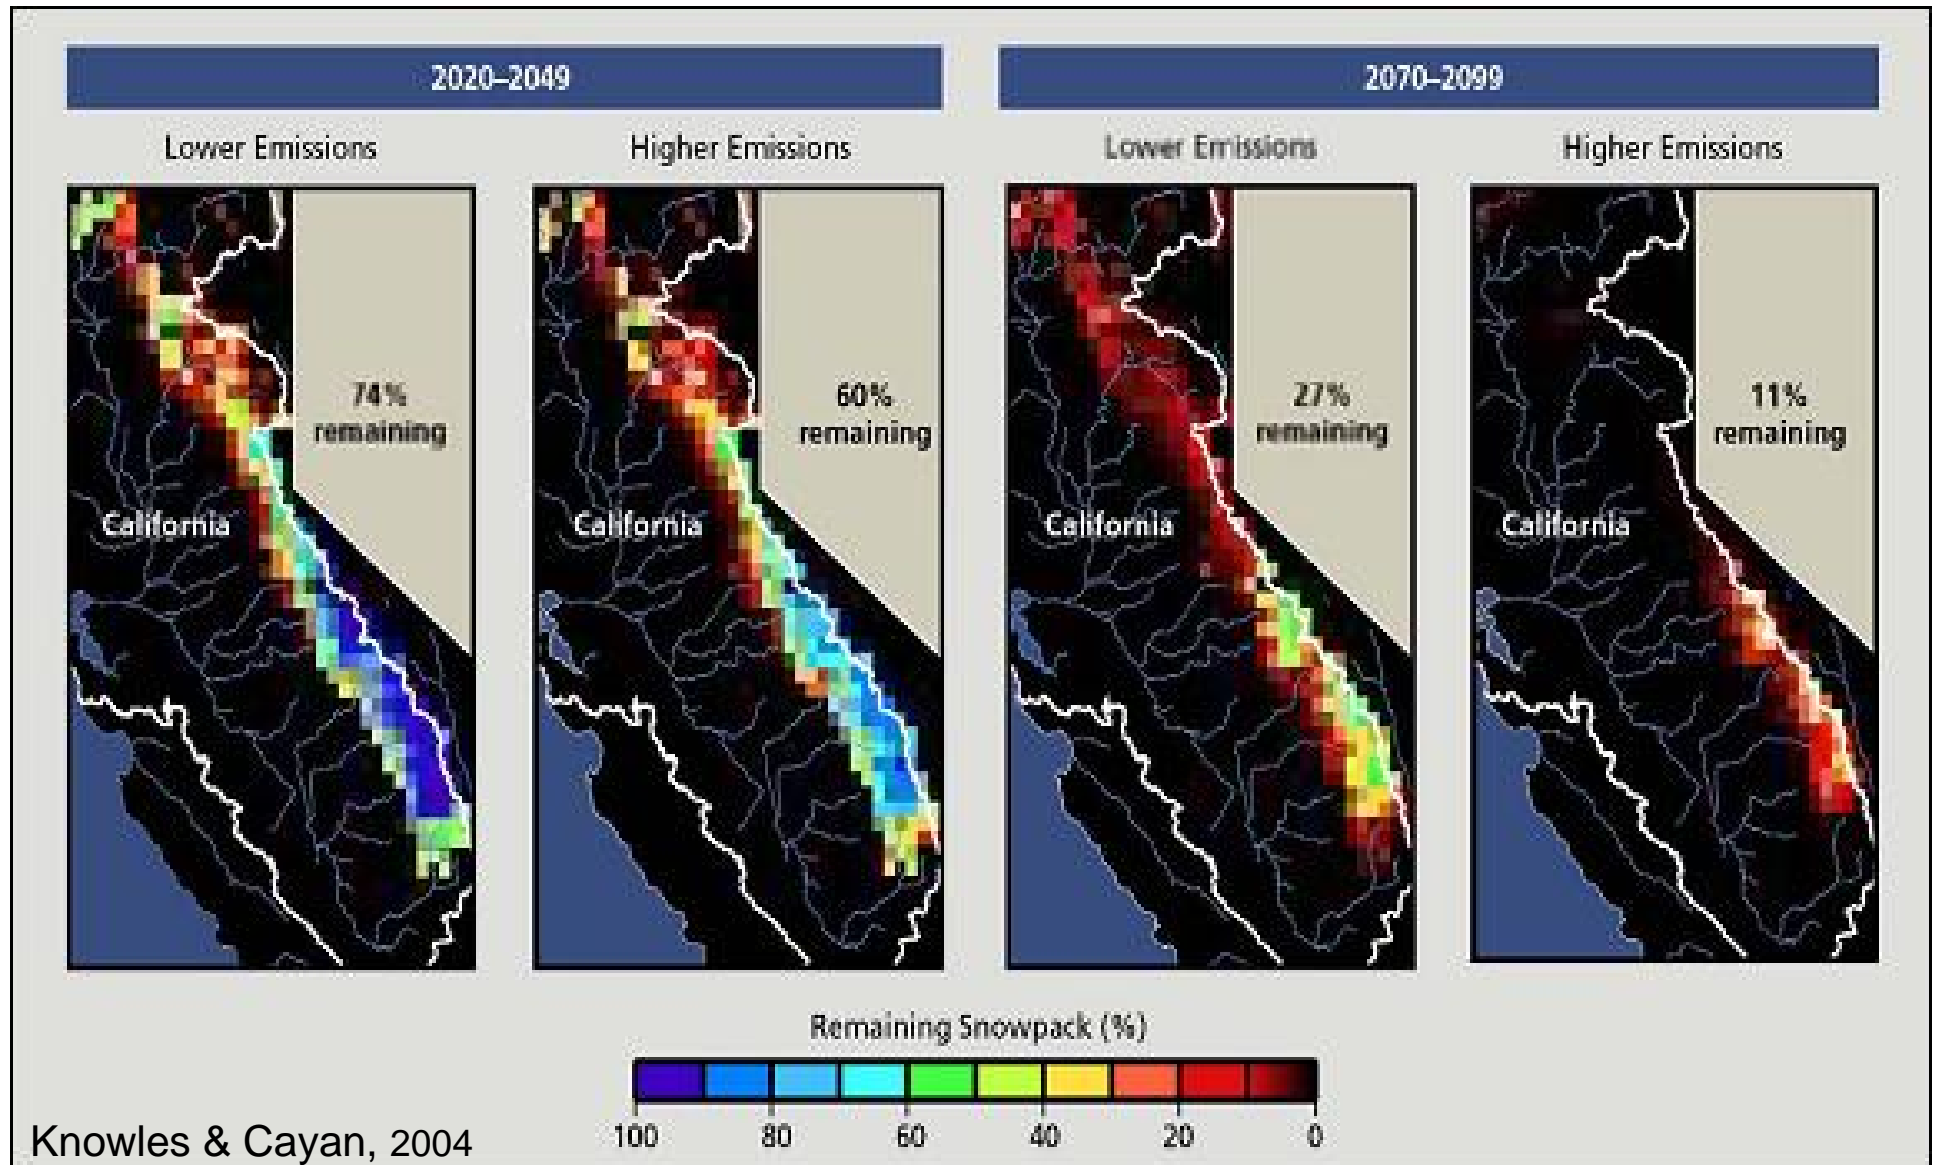 2020–2049
2070–2099
Lower Emissions
Higher Emissions
Lower Emissions
Higher Emissions
74%
remaining
60%
remaining
27%
remaining
11%
remaining
California
California
California
California
Remaining Snowpack (%)
100 80 60 40 20 0
Knowles & Cayan, 2004